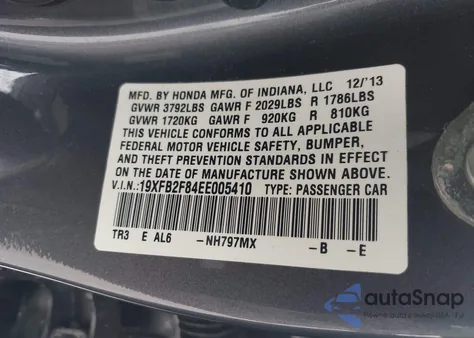 MFD. BY HONDA MFG. OF INDIANA, LLC 12/'13
GVWR 3792LBS GAWR F 2029LBS R 1786LBS
GVWR 1720KG GAWR F 920KG R 810KG
THIS VEHICLE CONFORMS TO ALL APPLICABLE
FEDERAL MOTOR VEHICLE SAFETY, BUMPER,
AND THEFT PREVENTION STANDARDS IN EFFECT
ON THE DATE OF MANUFACTURE SHOWN ABOVE.
V.I.N.:19XFB2F84EE005410 TYPE: PASSENGER CAR
TR3 E AL6 -NH797MX -B -E
autoSnap